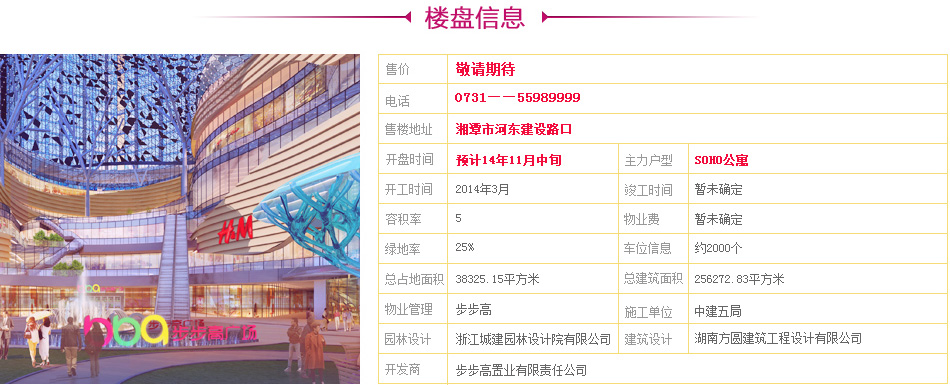 楼盘信息
售价 敬请期待
电话 0731——55989999
售楼地址 湘潭市河东建设路口
开盘时间 预计14年11月中旬 主力户型 SOHO公寓
开工时间 2014年3月 竣工时间 暂未确定
容积率 5 物业费 暂未确定
绿地率 25% 车位信息 约2000个
总占地面积 38325.15平方米 总建筑面积 256272.83平方米
物业管理 步步高 施工单位 中建五局
园林设计 浙江城建园林设计院有限公司 建筑设计 湖南方圆建筑工程设计有限公司
开发商 步步高置业有限责任公司
H&M
步步高广场